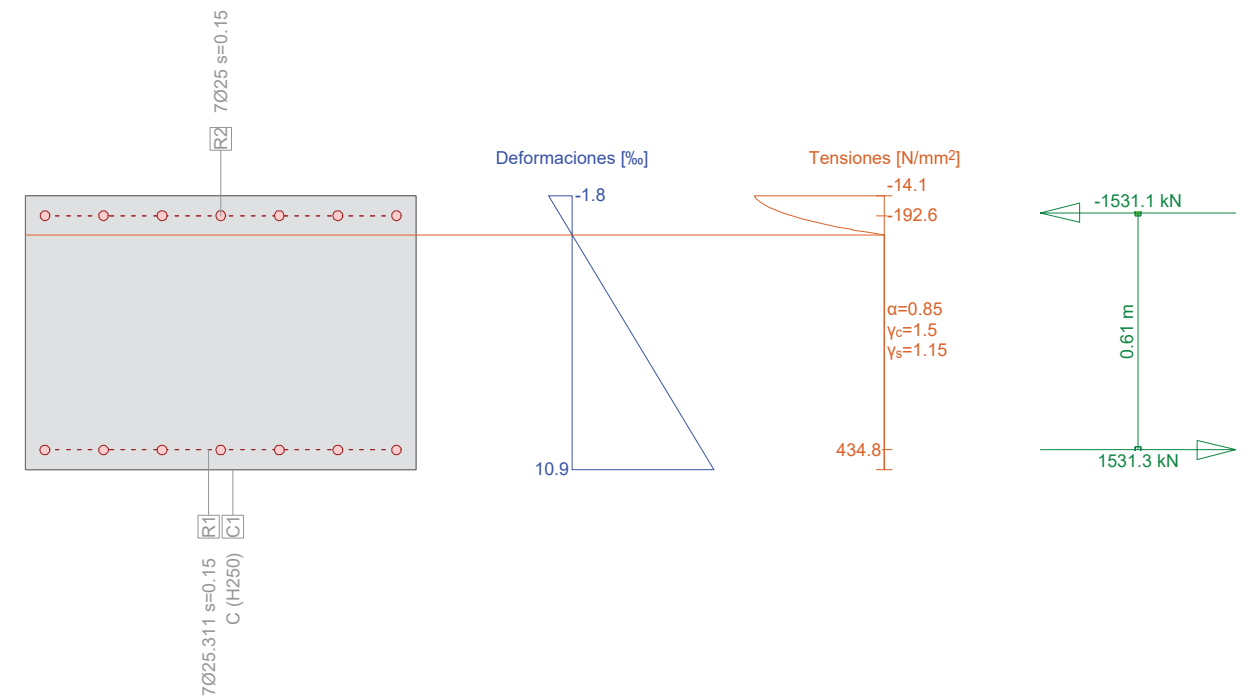 7Ø25 s=0.15
R2
Deformaciones [‰]
-1.8
10.9
Tensiones [N/mm²]
-14.1
-192.6
α=0.85
γc=1.5
γs=1.15
434.8
-1531.1 kN
0.61 m
1531.3 kN
R1
C1
7Ø25.311 s=0.15
C (H250)